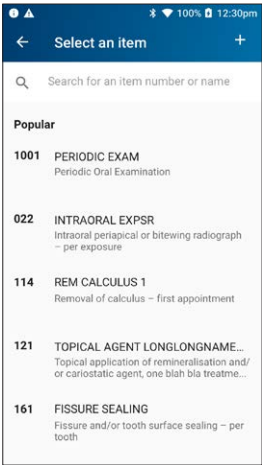 100% 12:30pm
Select an item
Search for an item number or name
Popular
1001 PERIODIC EXAM
Periodic Oral Examination
022 INTRAORAL EXPSR
Intraoral periapical or bitewing radiograph
– per exposure
114 REM CALCULUS 1
Removal of calculus – first appointment
121 TOPICAL AGENT LONGLONGNAME...
Topical application of remineralisation and/
or cariostatic agent, one blah bla treatme...
161 FISSURE SEALING
Fissure and/or tooth surface sealing – per
tooth